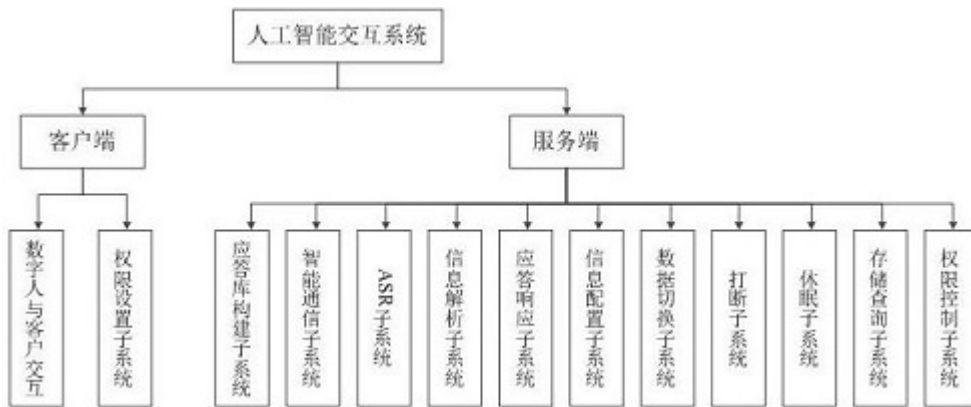 人工智能交互系统
客户端
服务端
数字人与客户交互
权限设置子系统
应答库构建子系统
智能通信子系统
ASR子系统
信息解析子系统
应答响应子系统
信息配置子系统
数据切换子系统
打断子系统
休眠子系统
存储查询子系统
权限控制子系统